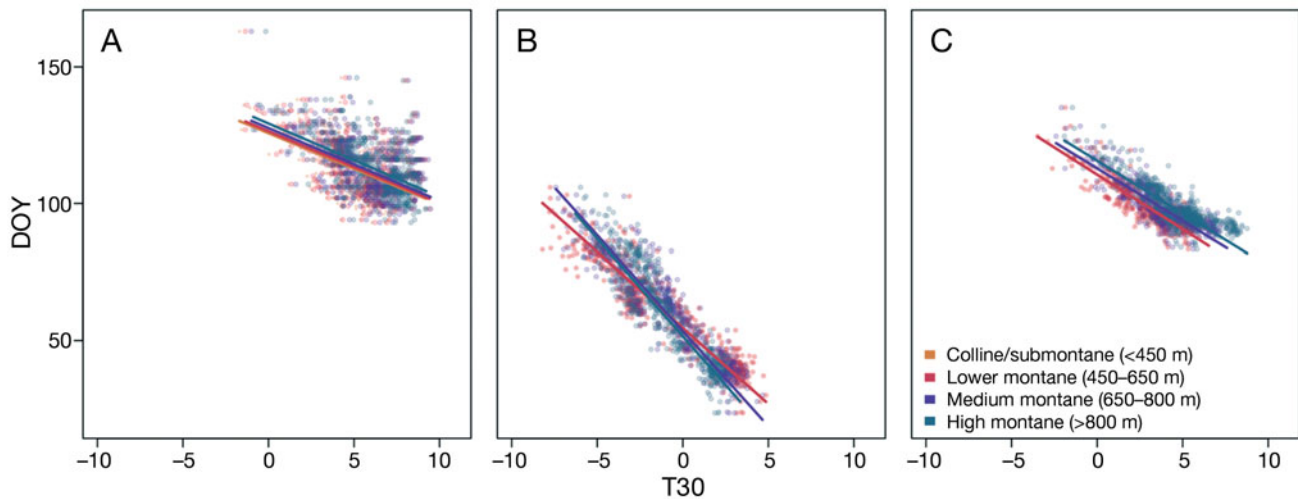 A
B
C
150
100
50
DOY
Colline/submontane (<450 m)
Lower montane (450–650 m)
Medium montane (650–800 m)
High montane (>800 m)
−10 −5 0 5 10 −10 −5 0 5 10 −10 −5 0 5 10
T30